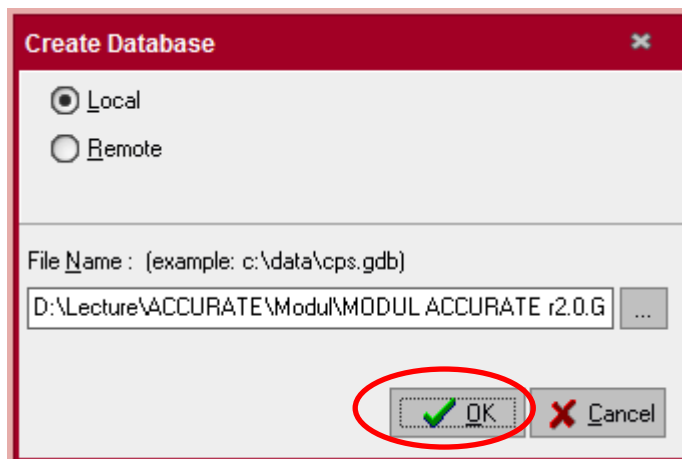 Create Database
Local
Remote
File Name : (example: c:\data\cps.gdb)
D:\Lecture\ACCURATE\Modul\MODUL ACCURATE r2.0.G
...
OK
Cancel